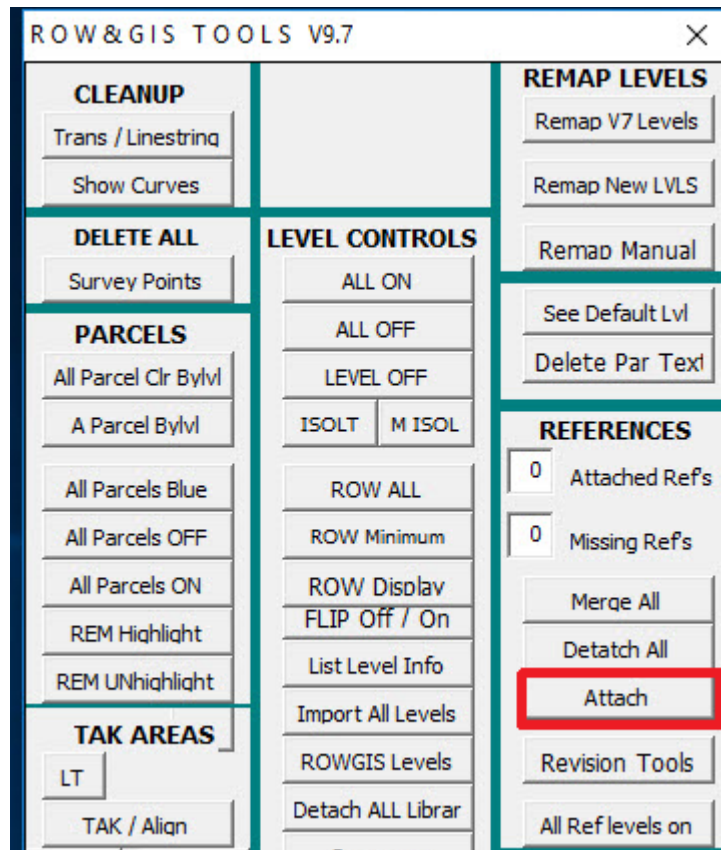 ROW&GIS TOOLS V9.7
CLEANUP
Trans / Linestring
Show Curves
DELETE ALL
Survey Points
PARCELS
All Parcel Clr Bylvl
A Parcel Bylvl
All Parcels Blue
All Parcels OFF
All Parcels ON
REM Highlight
REM UNhighlight
TAK AREAS
LT
TAK / Align
LEVEL CONTROLS
ALL ON
ALL OFF
LEVEL OFF
ISOLT M ISOL
ROW ALL
ROW Minimum
ROW Display
FLIP Off / On
List Level Info
Import All Levels
ROWGIS Levels
Detach ALL Librar
REMAP LEVELS
Remap V7 Levels
Remap New LVLS
Remap Manual
See Default Lvl
Delete Par Text
REFERENCES
0 Attached Ref's
0 Missing Ref's
Merge All
Detatch All
Attach
Revision Tools
All Ref levels on